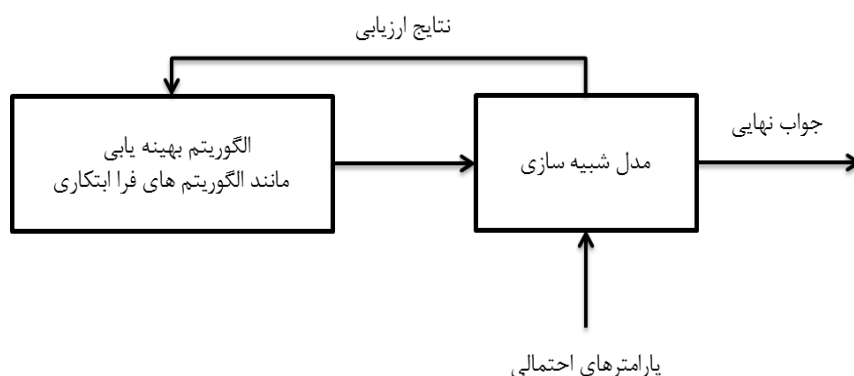 نتایج ارزیابی
الگوریتم بهینه یابی
مانند الگوریتم های فرا ابتکاری
مدل شبیه سازی
جواب نهایی
پارامترهای احتمالی